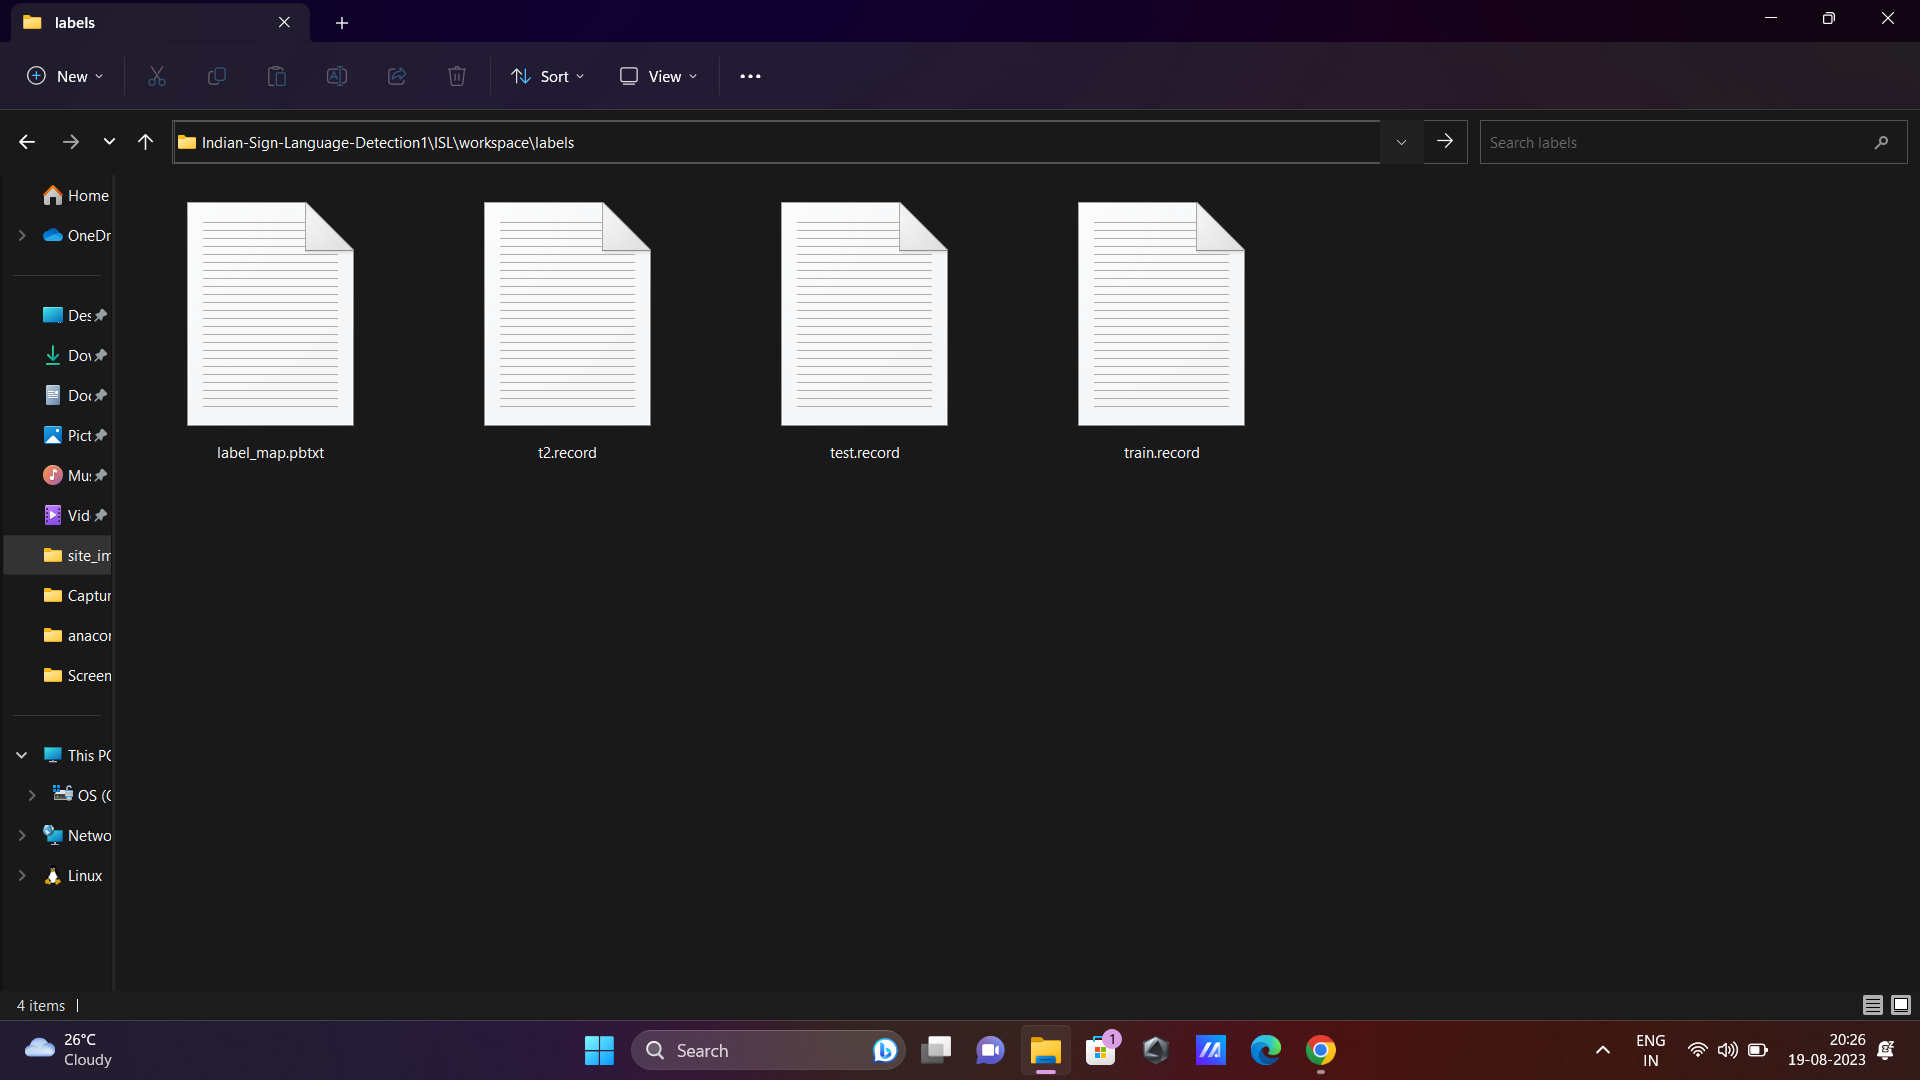 labels
New
Sort
View
Indian-Sign-Language-Detection1\ISL\workspace\labels
Search labels
Home
OneDr
Des
Dov
Doc
Pict
Mus
Vid
site_im
Captur
anacor
Screen
This PC
OS (C
Netwo
Linux
label_map.pbtxt
t2.record
test.record
train.record
4 items
26°C
Cloudy
Search
1
ENG
IN
20:26
19-08-2023